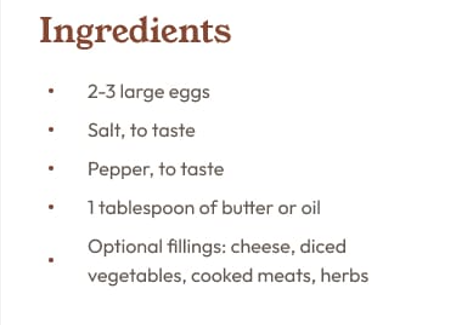 Ingredients
• 2-3 large eggs
• Salt, to taste
• Pepper, to taste
• 1 tablespoon of butter or oil
• Optional fillings: cheese, diced
vegetables, cooked meats, herbs